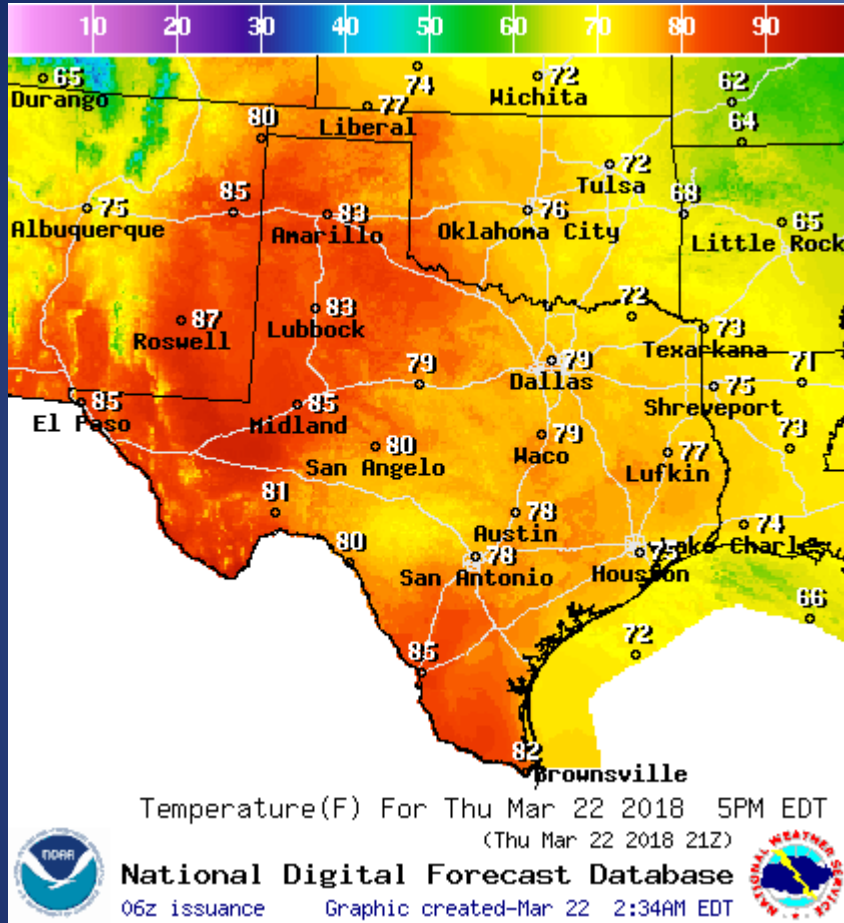 10 20 30 40 50 60 70 80 90
65
Durango
74
72
Wichita
62
77
Liberal
80
64
72
Tulsa
75
Albuquerque
85
83
Amarillo
76
Oklahoma City
68
65
Little Rock
87
Roswell
83
Lubbock
72
73
Texarkana
79
79
Dallas
71
75
Shreveport
85
El Paso
85
Midland
80
San Angelo
79
Waco
77
Lufkin
73
81
78
Austin
74
Lake Charles
80
78
San Antonio
75
Houston
66
72
85
82
Brownsville
Temperature(F) For Thu Mar 22 2018 5PM EDT
(Thu Mar 22 2018 21Z)
National Digital Forecast Database
06z issuance Graphic created-Mar 22 2:34AM EDT
NOAA
NATIONAL WEATHER SERVICE